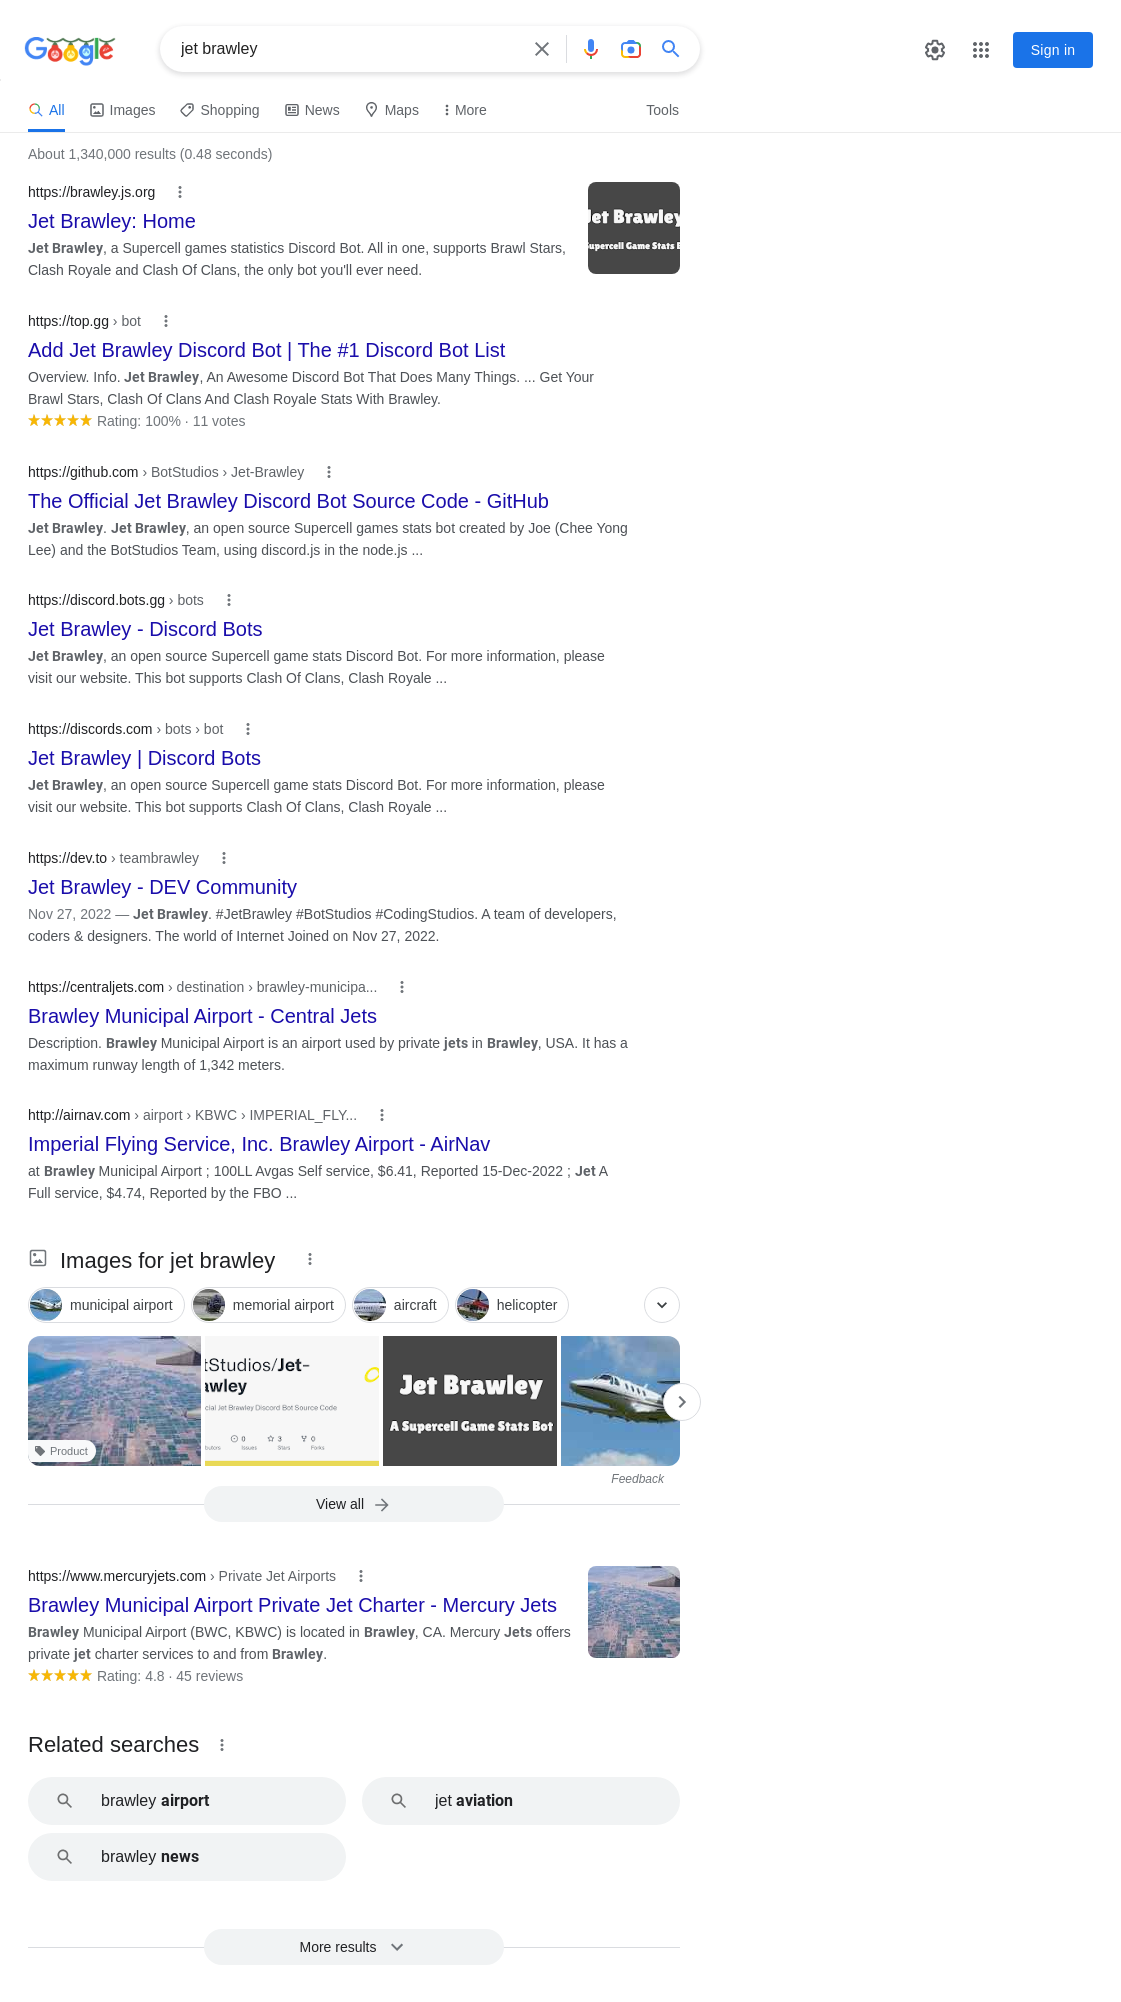 Google
jet brawley
Sign in
All
Images
Shopping
News
Maps
More
Tools
About 1,340,000 results (0.48 seconds)
https://brawley.js.org
Jet Brawley: Home
Jet Brawley, a Supercell games statistics Discord Bot. All in one, supports Brawl Stars,
Clash Royale and Clash Of Clans, the only bot you'll ever need.
Jet Brawley
Supercell Game Stats B
https://top.gg › bot
Add Jet Brawley Discord Bot | The #1 Discord Bot List
Overview. Info. Jet Brawley, An Awesome Discord Bot That Does Many Things. ... Get Your
Brawl Stars, Clash Of Clans And Clash Royale Stats With Brawley.
Rating: 100% · 11 votes
https://github.com › BotStudios › Jet-Brawley
The Official Jet Brawley Discord Bot Source Code - GitHub
Jet Brawley. Jet Brawley, an open source Supercell games stats bot created by Joe (Chee Yong
Lee) and the BotStudios Team, using discord.js in the node.js ...
https://discord.bots.gg › bots
Jet Brawley - Discord Bots
Jet Brawley, an open source Supercell game stats Discord Bot. For more information, please
visit our website. This bot supports Clash Of Clans, Clash Royale ...
https://discords.com › bots › bot
Jet Brawley | Discord Bots
Jet Brawley, an open source Supercell game stats Discord Bot. For more information, please
visit our website. This bot supports Clash Of Clans, Clash Royale ...
https://dev.to › teambrawley
Jet Brawley - DEV Community
Nov 27, 2022 — Jet Brawley. #JetBrawley #BotStudios #CodingStudios. A team of developers,
coders & designers. The world of Internet Joined on Nov 27, 2022.
https://centraljets.com › destination › brawley-municipa...
Brawley Municipal Airport - Central Jets
Description. Brawley Municipal Airport is an airport used by private jets in Brawley, USA. It has a
maximum runway length of 1,342 meters.
http://airnav.com › airport › KBWC › IMPERIAL_FLY...
Imperial Flying Service, Inc. Brawley Airport - AirNav
at Brawley Municipal Airport ; 100LL Avgas Self service, $6.41, Reported 15-Dec-2022 ; Jet A
Full service, $4.74, Reported by the FBO ...
Images for jet brawley
municipal airport
memorial airport
aircraft
helicopter
Product
tStudios/Jet-
awley
cial Jet Brawley Discord Bot Source Code
0
3
0
Issues
Stars
Forks
Jet Brawley
A Supercell Game Stats Bot
Feedback
View all
https://www.mercuryjets.com › Private Jet Airports
Brawley Municipal Airport Private Jet Charter - Mercury Jets
Brawley Municipal Airport (BWC, KBWC) is located in Brawley, CA. Mercury Jets offers
private jet charter services to and from Brawley.
Rating: 4.8 · 45 reviews
Related searches
brawley airport
jet aviation
brawley news
More results